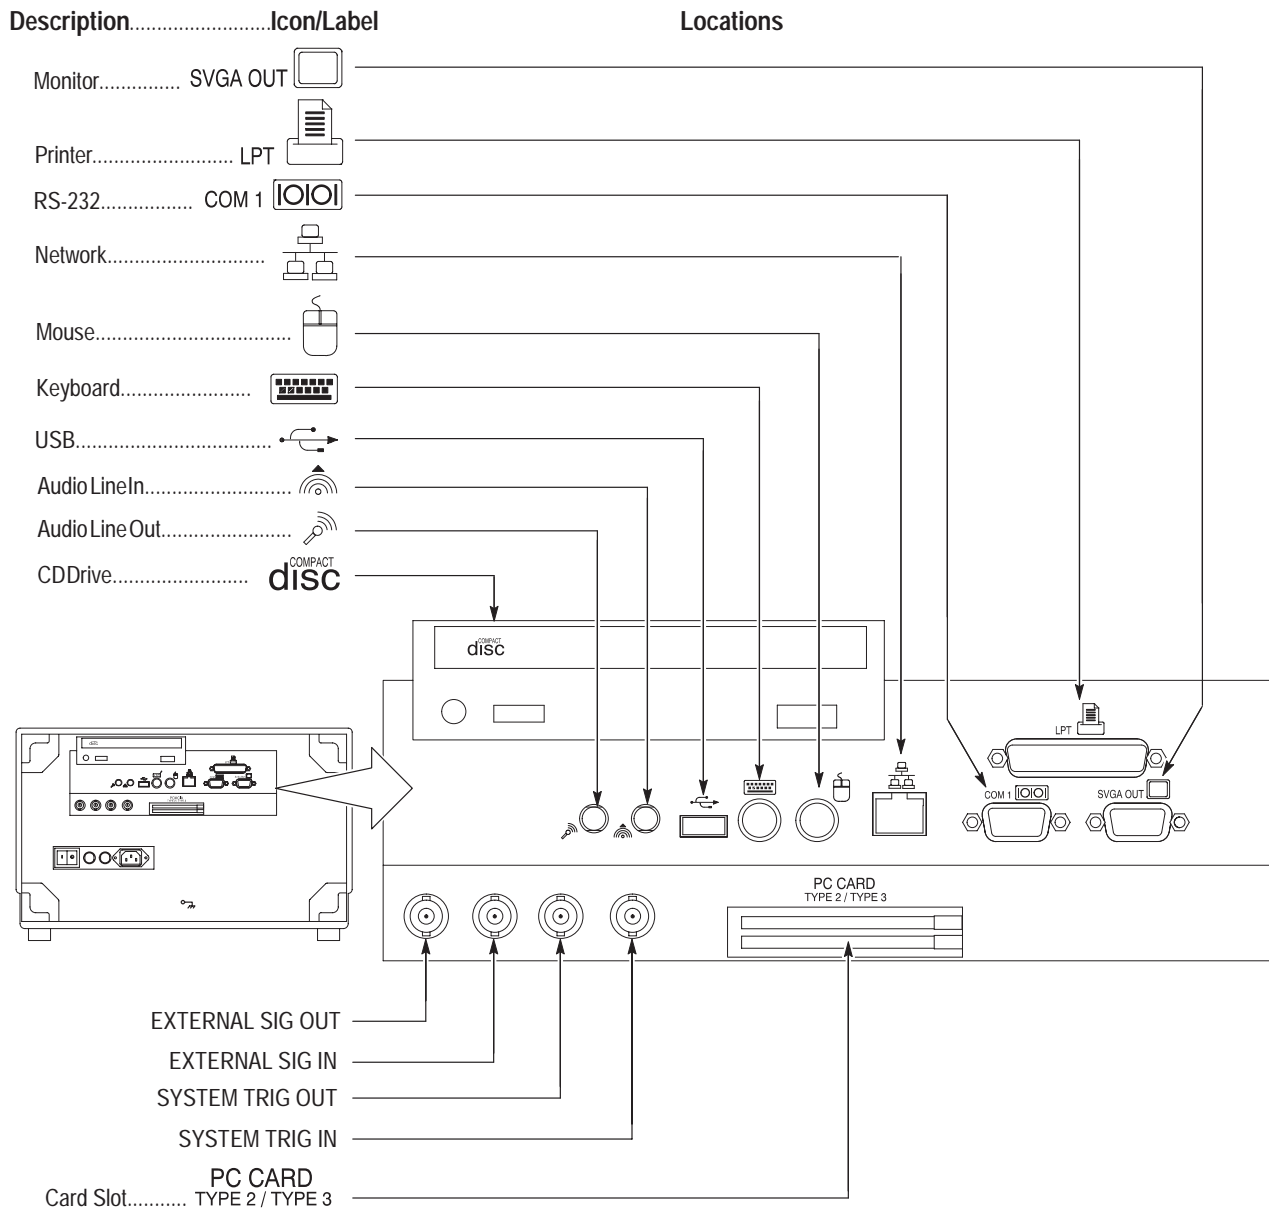 Description..........................Icon/Label Locations
Monitor............... SVGA OUT
Printer.......................... LPT
RS-232................. COM 1 IOIOI
Network.............................
Mouse....................................
Keyboard........................
USB....................................
Audio Line In...........................
Audio Line Out........................
CD Drive......................... COMPACT disc
COMPACT
disc
LPT
COM 1 IOIOI
SVGA OUT
PC CARD
TYPE 2 / TYPE 3
EXTERNAL SIG OUT
EXTERNAL SIG IN
SYSTEM TRIG OUT
SYSTEM TRIG IN
PC CARD
Card Slot........... TYPE 2 / TYPE 3